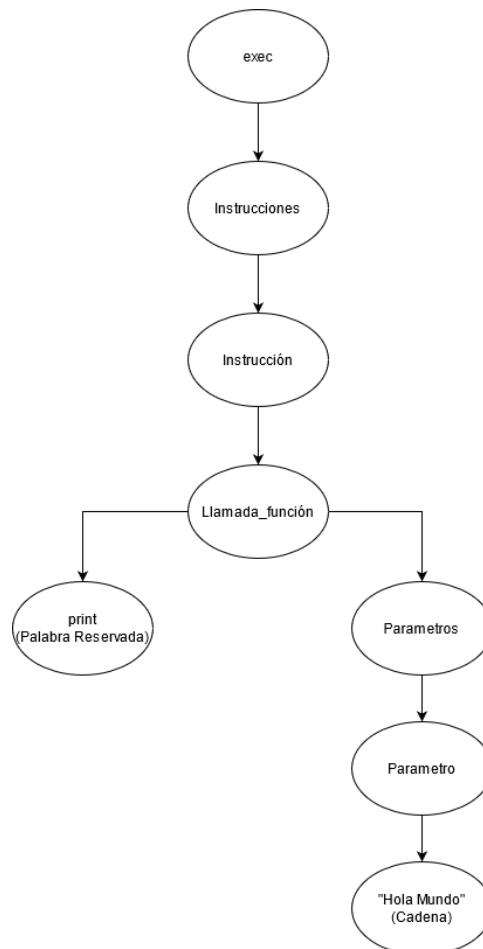 exec
Instrucciones
Instrucción
Llamada_función
print
(Palabra Reservada)
Parametros
Parametro
"Hola Mundo"
(Cadena)